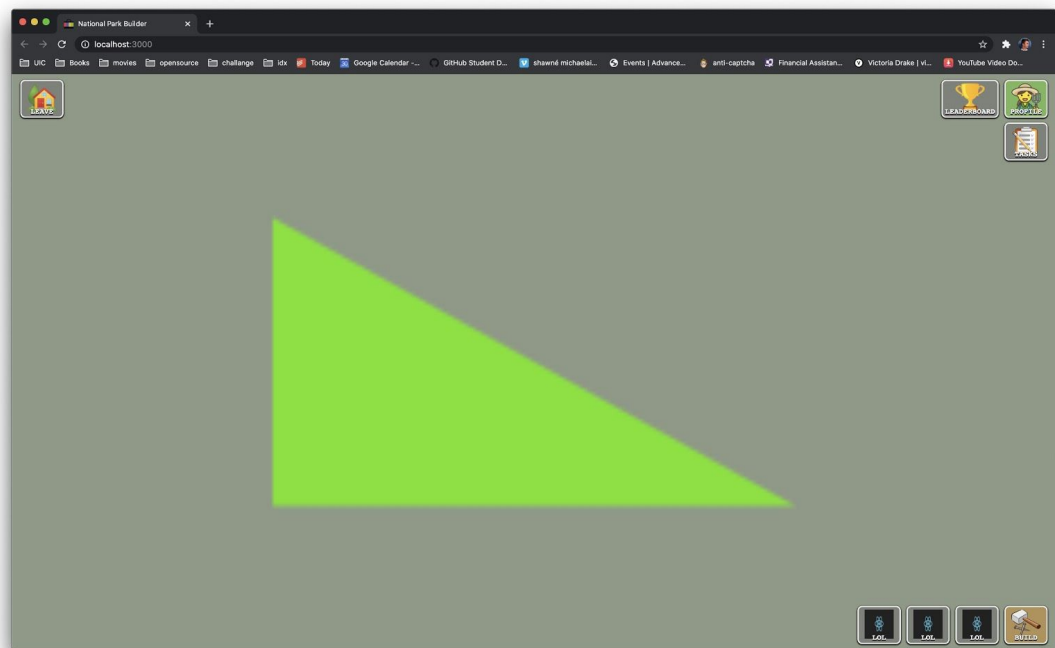 National Park Builder
localhost:3000
UIC Books movies opensource challange idx Today Google Calendar -... GitHub Student D... shawné michaelai... Events | Advance... anti-captcha Financial Assistan... Victoria Drake | vi... YouTube Video Do...
LEAVE LEADERBOARD PROFILE
TASKS
LOL LOL LOL BUILD